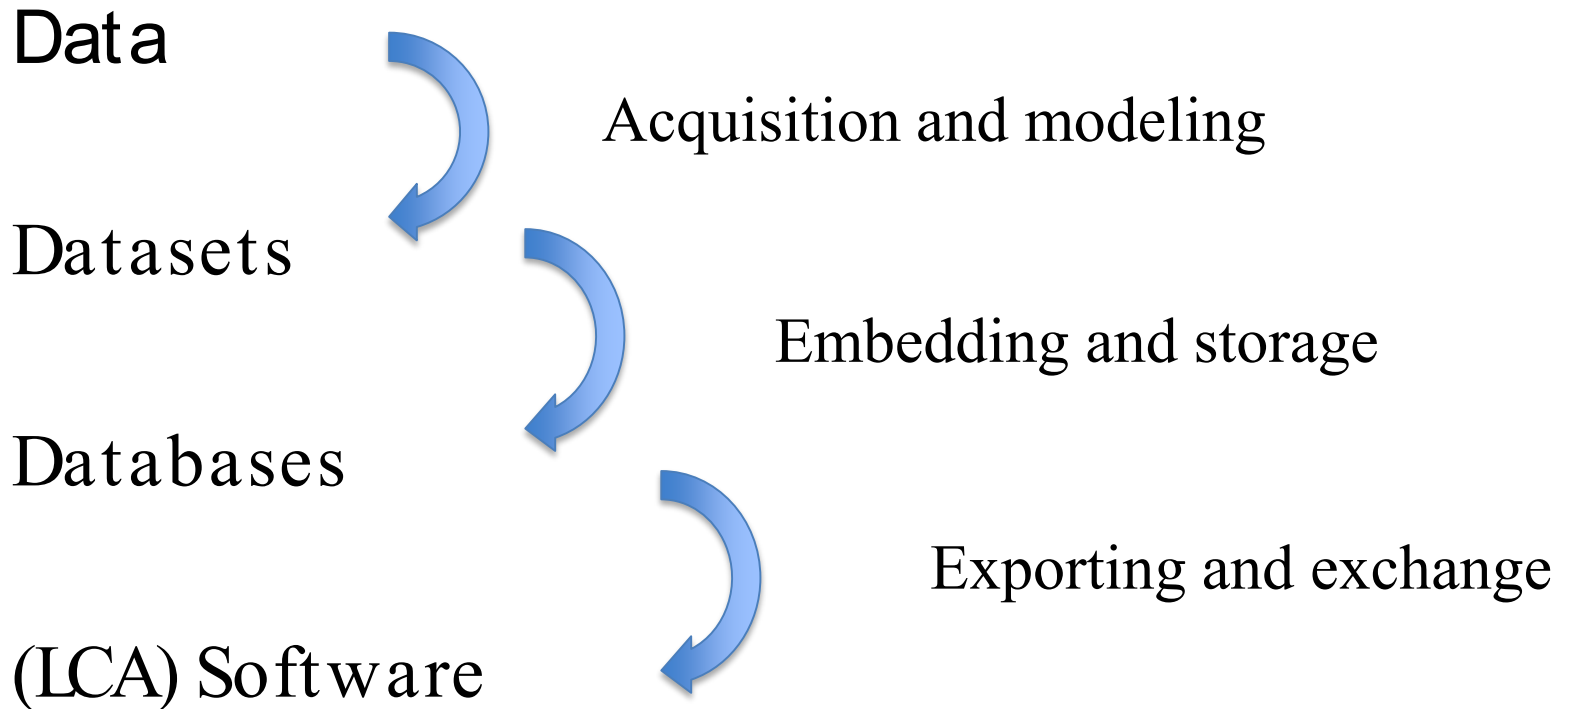 Data
Acquisition and modeling
Datasets
Embedding and storage
Databases
Exporting and exchange
(LCA) Software